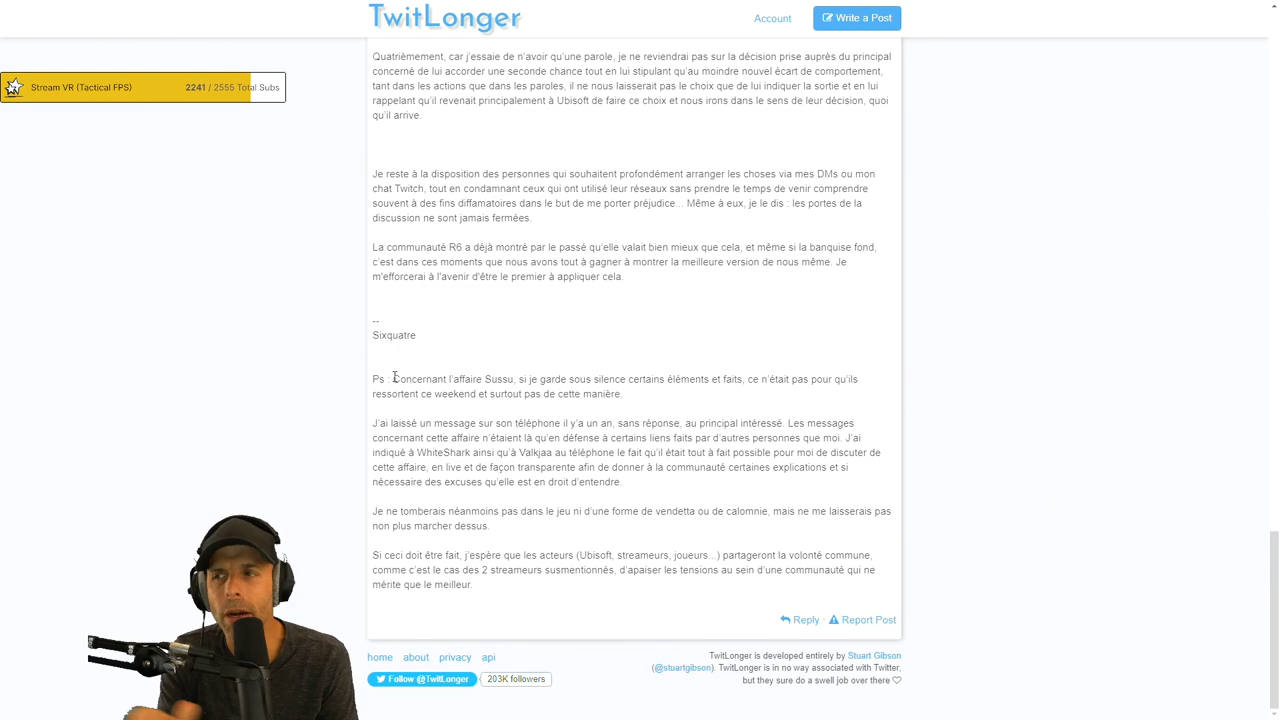 TwitLonger
Account
Write a Post
Stream VR (Tactical FPS) 2241 / 2555 Total Subs
Quatrièmement, car j'essaie de n'avoir qu'une parole, je ne reviendrai pas sur la décision prise auprès du principal
concerné de lui accorder une seconde chance tout en lui stipulant qu'au moindre nouvel écart de comportement,
tant dans les actions que dans les paroles, il ne nous laisserait pas le choix que de lui indiquer la sortie et en lui
rappelant qu'il revenait principalement à Ubisoft de faire ce choix et nous irons dans le sens de leur décision, quoi
qu'il arrive.
Je reste à la disposition des personnes qui souhaitent profondément arranger les choses via mes DMs ou mon
chat Twitch, tout en condamnant ceux qui ont utilisé leur réseaux sans prendre le temps de venir comprendre
souvent à des fins diffamatoires dans le but de me porter préjudice... Même à eux, je le dis : les portes de la
discussion ne sont jamais fermées.
La communauté R6 a déjà montré par le passé qu'elle valait bien mieux que cela, et même si la banquise fond,
c'est dans ces moments que nous avons tout à gagner à montrer la meilleure version de nous même. Je
m'efforcerai à l'avenir d'être le premier à appliquer cela.
--
Sixquatre
Ps : Concernant l'affaire Sussu, si je garde sous silence certains éléments et faits, ce n'était pas pour qu'ils
ressortent ce weekend et surtout pas de cette manière.
J'ai laissé un message sur son téléphone il y'a un an, sans réponse, au principal intéressé. Les messages
concernant cette affaire n'étaient là qu'en défense à certains liens faits par d'autres personnes que moi. J'ai
indiqué à WhiteShark ainsi qu'à Valkjaa au téléphone le fait qu'il était tout à fait possible pour moi de discuter de
cette affaire, en live et de façon transparente afin de donner à la communauté certaines explications et si
nécessaire des excuses qu'elle est en droit d'entendre.
Je ne tomberais néanmoins pas dans le jeu ni d'une forme de vendetta ou de calomnie, mais ne me laisserais pas
non plus marcher dessus.
Si ceci doit être fait, j'espère que les acteurs (Ubisoft, streameurs, joueurs...) partageront la volonté commune,
comme c'est le cas des 2 streameurs susmentionnés, d'apaiser les tensions au sein d'une communauté qui ne
mérite que le meilleur.
Reply · Report Post
home about privacy api
Follow @TwitLonger 203K followers
TwitLonger is developed entirely by Stuart Gibson
(@stuartgibson). TwitLonger is in no way associated with Twitter,
but they sure do a swell job over there